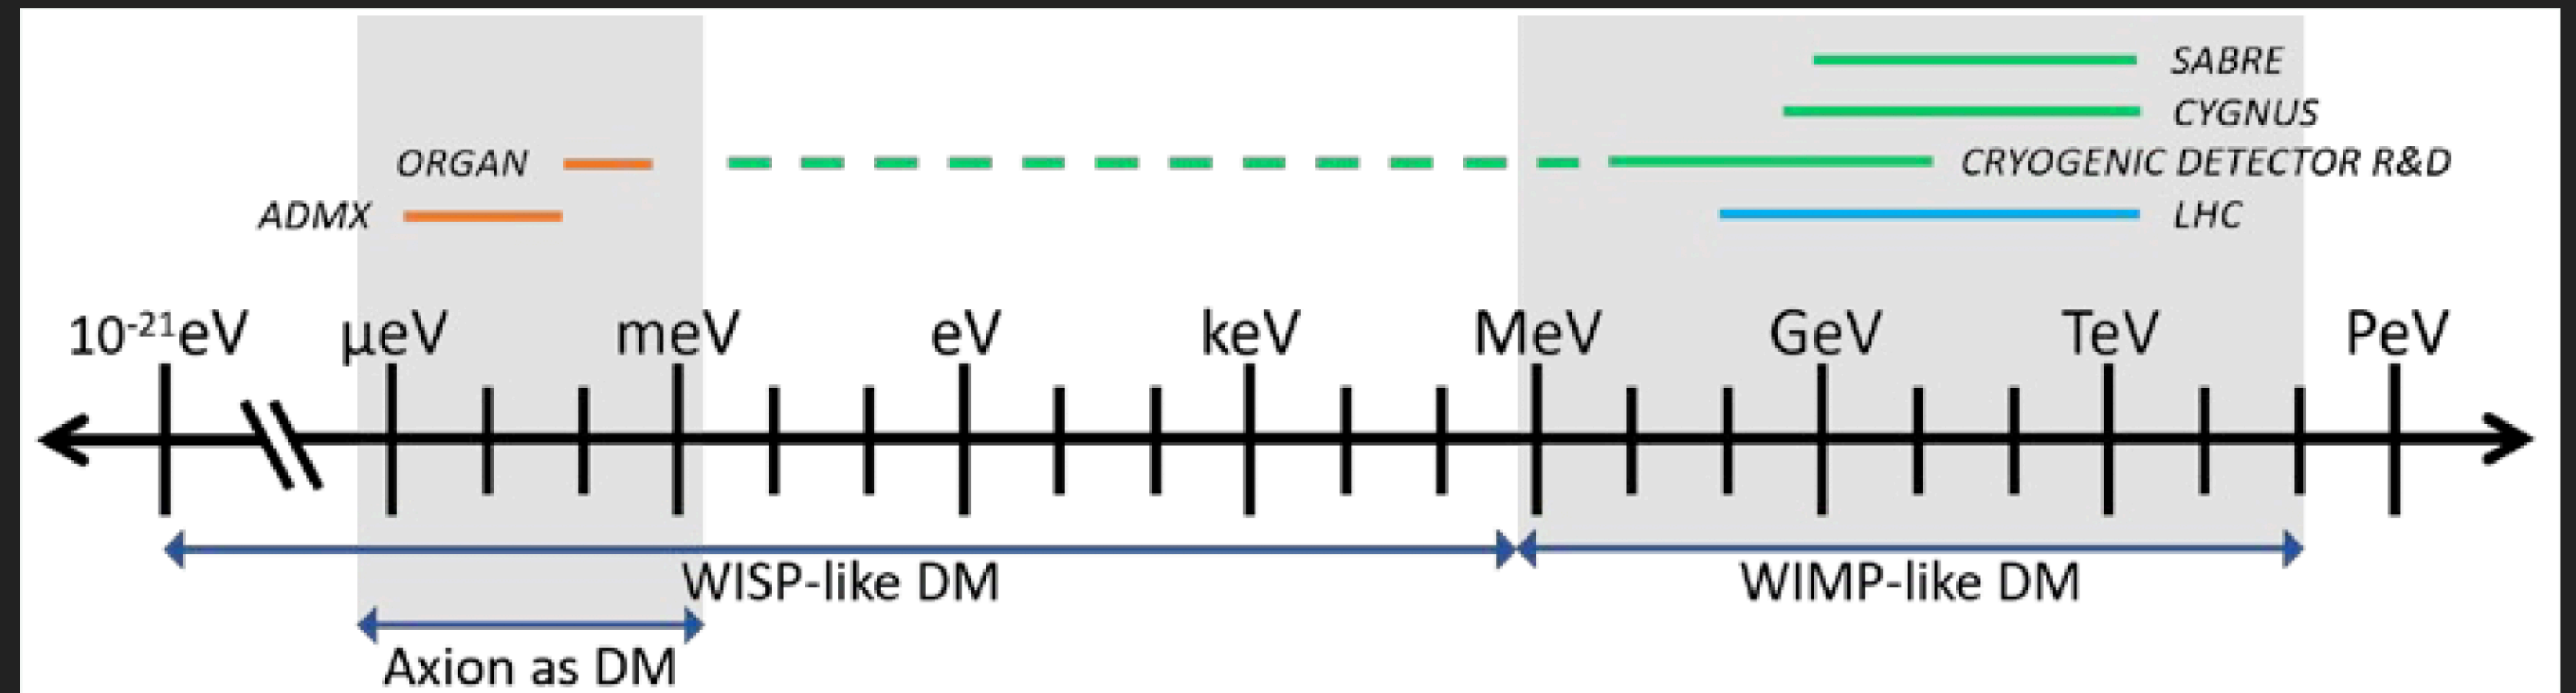 SABRE
CYGNUS
ORGAN CRYOGENIC DETECTOR R&D
ADMX LHC
10⁻²¹eV µeV meV eV keV MeV GeV TeV PeV
WISP-like DM WIMP-like DM
Axion as DM